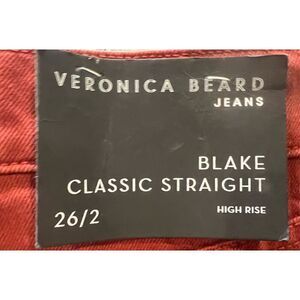 VERONICA BEARD
JEANS
BLAKE
CLASSIC STRAIGHT
26/2
HIGH RISE